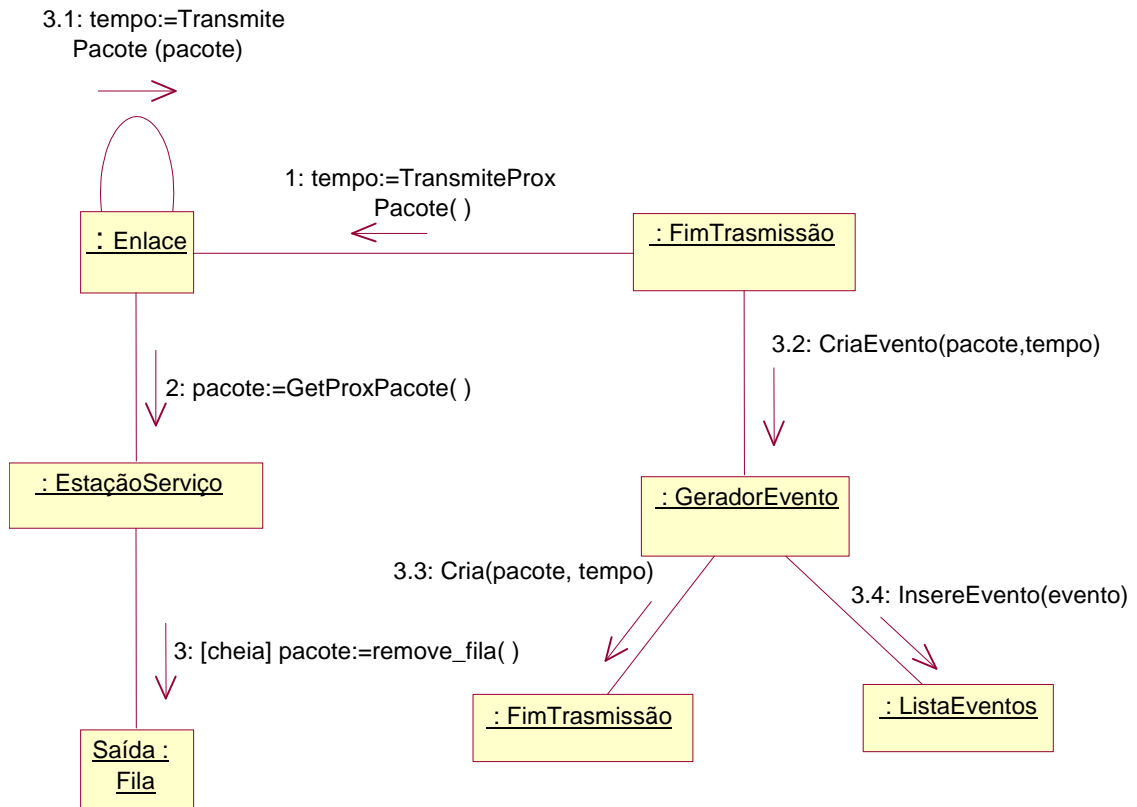 3.1: tempo:=Transmite
Pacote (pacote)
1: tempo:=TransmiteProx
Pacote( )
: Enlace
: FimTrasmissão
3.2: CriaEvento(pacote,tempo)
2: pacote:=GetProxPacote( )
: EstaçãoServiço
: GeradorEvento
3.3: Cria(pacote, tempo)
3.4: InsereEvento(evento)
3: [cheia] pacote:=remove_fila( )
: FimTrasmissão
: ListaEventos
Saída :
Fila